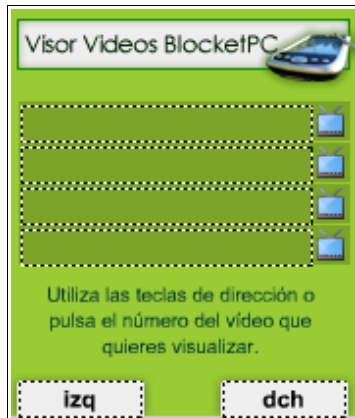 Visor Videos BlocketPC
Utiliza las teclas de dirección o
pulsa el número del vídeo que
quieres visualizar.
izq
dch